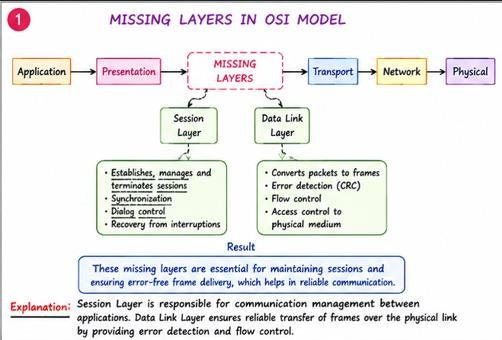 1
MISSING LAYERS IN OSI MODEL
Application
Presentation
MISSING
LAYERS
Transport
Network
Physical
Session
Layer
Data Link
Layer
• Establishes, manages and
terminates sessions
• Synchronization
• Dialog control
• Recovery from interruptions
• Converts packets to frames
• Error detection (CRC)
• Flow control
• Access control to
physical medium
Result
These missing layers are essential for maintaining sessions and
ensuring error-free frame delivery, which helps in reliable communication.
Explanation: Session Layer is responsible for communication management between
applications. Data Link Layer ensures reliable transfer of frames over the physical link
by providing error detection and flow control.